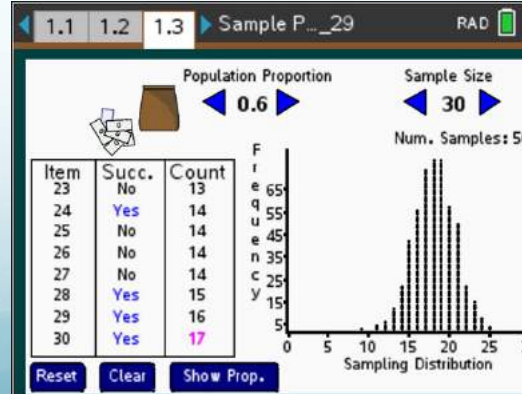 1.1 1.2 1.3 Sample P..._29 RAD
Population Proportion
0.6
Sample Size
30
Num. Samples: 5
Item Succ. Count
23 No 13
24 Yes 14
25 No 14
26 No 14
27 No 14
28 Yes 15
29 Yes 16
30 Yes 17
Frequency
65
55
45
35
25
15
5
0 5 10 15 20 25
Sampling Distribution
Reset Clear Show Prop.